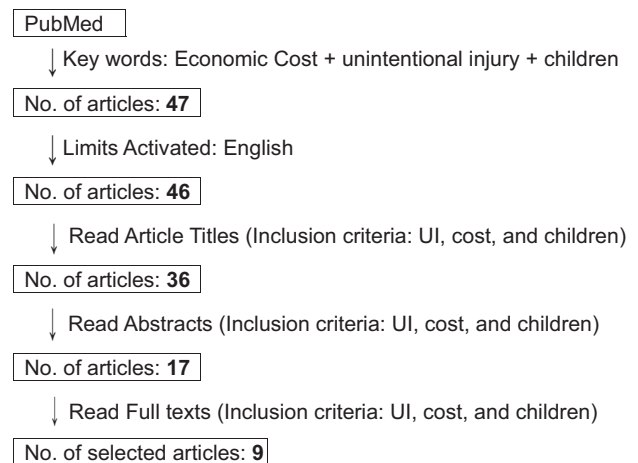 PubMed
Key words: Economic Cost + unintentional injury + children
No. of articles: 47
Limits Activated: English
No. of articles: 46
Read Article Titles (Inclusion criteria: UI, cost, and children)
No. of articles: 36
Read Abstracts (Inclusion criteria: UI, cost, and children)
No. of articles: 17
Read Full texts (Inclusion criteria: UI, cost, and children)
No. of selected articles: 9